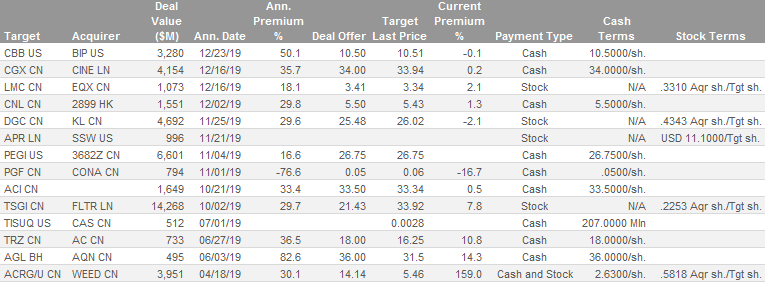 Deal Ann. Target Current
Value Premium Last Price Premium Cash
Target Acquirer ($M) Ann. Date % Deal Offer % Payment Type Terms Stock Terms
CBB US BIP US 3,280 12/23/19 50.1 10.50 10.51 -0.1 Cash 10.5000/sh.
CGX CN CINE LN 4,154 12/16/19 35.7 34.00 33.94 0.2 Cash 34.0000/sh.
LMC CN EQX CN 1,073 12/16/19 18.1 3.41 3.34 2.1 Stock N/A .3310 Aqr sh./Tgt sh.
CNL CN 2899 HK 1,551 12/02/19 29.8 5.50 5.43 1.3 Cash 5.5000/sh.
DGC CN KL CN 4,692 11/25/19 29.6 25.48 26.02 -2.1 Stock N/A .4343 Aqr sh./Tgt sh.
APR LN SSW US 996 11/21/19 Stock N/A USD 11.1000/Tgt sh.
PEGI US 3682Z CN 6,601 11/04/19 16.6 26.75 26.75 Cash 26.7500/sh.
PGF CN CONA CN 794 11/01/19 -76.6 0.05 0.06 -16.7 Cash .0500/sh.
ACI CN 1,649 10/21/19 33.4 33.50 33.34 0.5 Cash 33.5000/sh.
TSGI CN FLTR LN 14,268 10/02/19 29.7 21.43 33.92 7.8 Stock N/A .2253 Aqr sh./Tgt sh.
TISUQ US CAS CN 512 07/01/19 0.0028 Cash 207.0000 Mln
TRZ CN AC CN 733 06/27/19 36.5 18.00 16.25 10.8 Cash 18.0000/sh.
AGL BH AQN CN 495 06/03/19 82.6 36.00 31.5 14.3 Cash 36.0000/sh.
ACRG/U CN WEED CN 3,951 04/18/19 30.1 14.14 5.46 159.0 Cash and Stock 2.6300/sh. .5818 Aqr sh./Tgt sh.